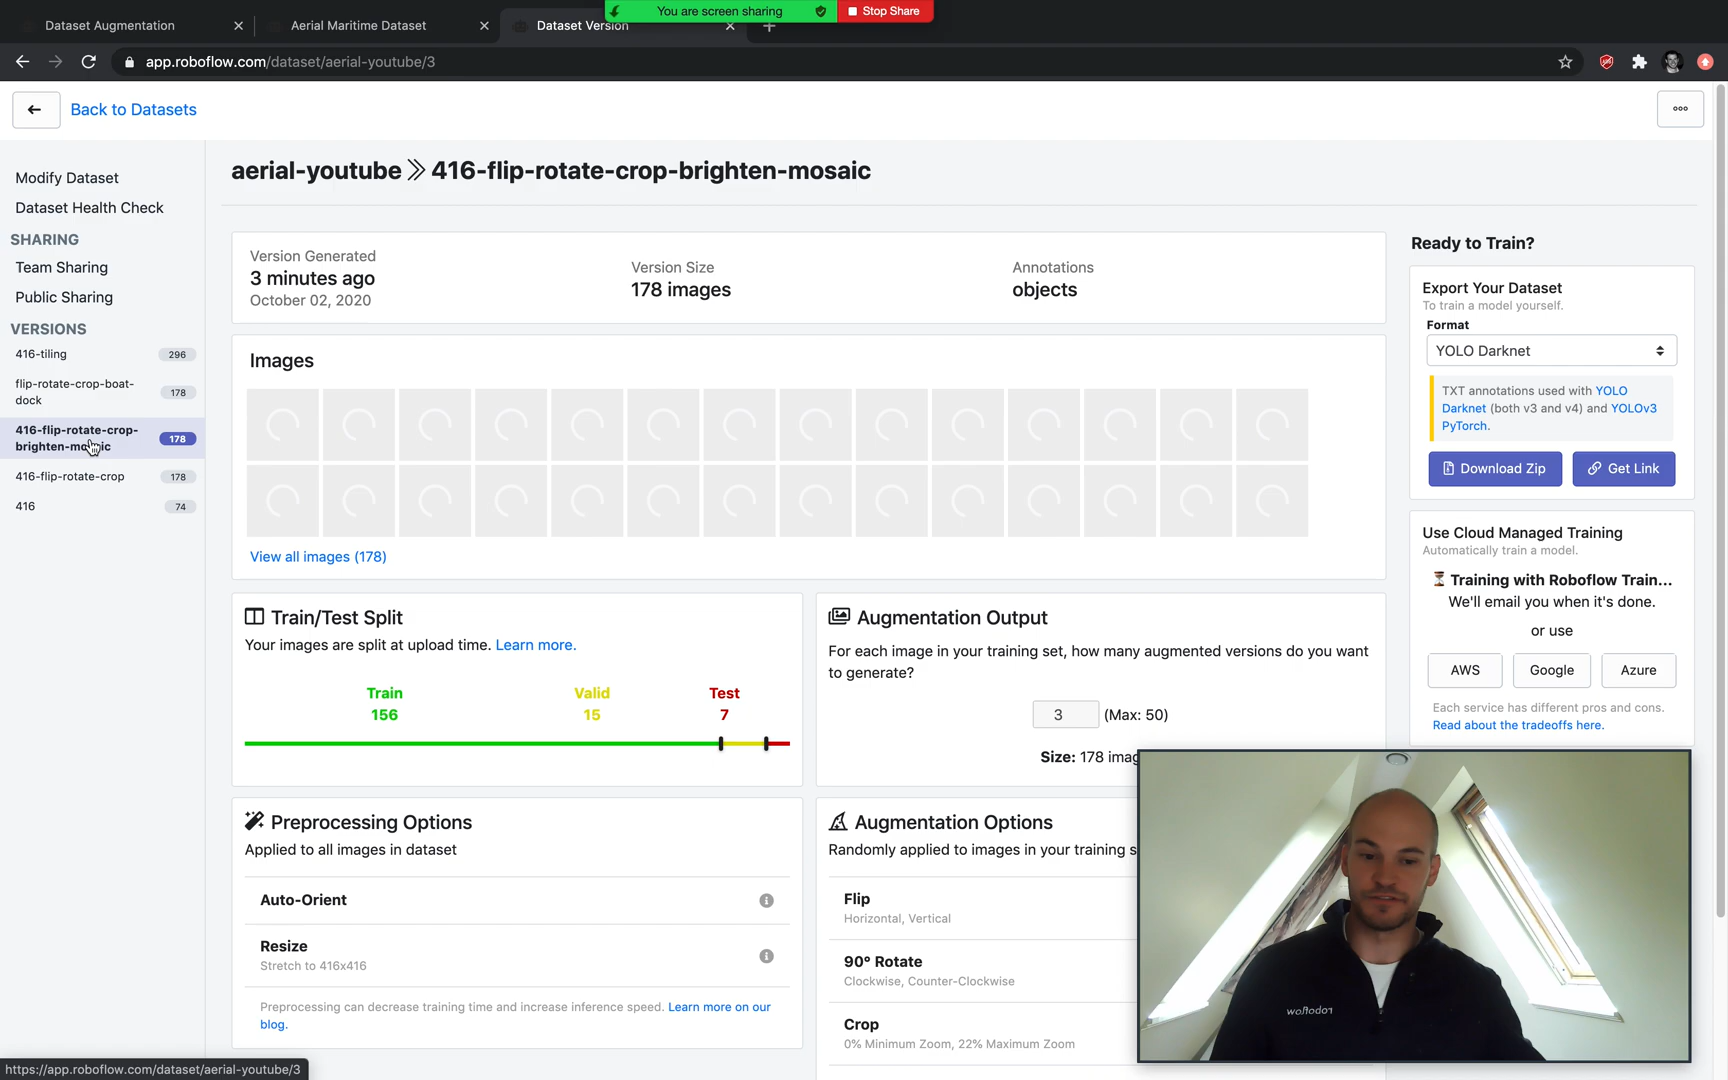 Dataset Augmentation
Aerial Maritime Dataset
Dataset Version
You are screen sharing
Stop Share
app.roboflow.com/dataset/aerial-youtube/3
Back to Datasets
Modify Dataset
Dataset Health Check
SHARING
Team Sharing
Public Sharing
VERSIONS
416-tiling 296
flip-rotate-crop-boat-
dock 178
416-flip-rotate-crop-
brighten-mosaic 178
416-flip-rotate-crop 178
416 74
aerial-youtube >> 416-flip-rotate-crop-brighten-mosaic
Version Generated
3 minutes ago
October 02, 2020
Version Size
178 images
Annotations
objects
Images
View all images (178)
Train/Test Split
Your images are split at upload time. Learn more.
Train Valid Test
156 15 7
Augmentation Output
For each image in your training set, how many augmented versions do you want
to generate?
3 (Max: 50)
Size: 178 imag
Preprocessing Options
Applied to all images in dataset
Auto-Orient
Resize
Stretch to 416x416
Preprocessing can decrease training time and increase inference speed. Learn more on our
blog.
Augmentation Options
Randomly applied to images in your training s
Flip
Horizontal, Vertical
90° Rotate
Clockwise, Counter-Clockwise
Crop
0% Minimum Zoom, 22% Maximum Zoom
Ready to Train?
Export Your Dataset
To train a model yourself.
Format
YOLO Darknet
TXT annotations used with YOLO
Darknet (both v3 and v4) and YOLOv3
PyTorch.
Download Zip Get Link
Use Cloud Managed Training
Automatically train a model.
Training with Roboflow Train...
We'll email you when it's done.
or use
AWS Google Azure
Each service has different pros and cons.
Read about the tradeoffs here.
roboflow
https://app.roboflow.com/dataset/aerial-youtube/3